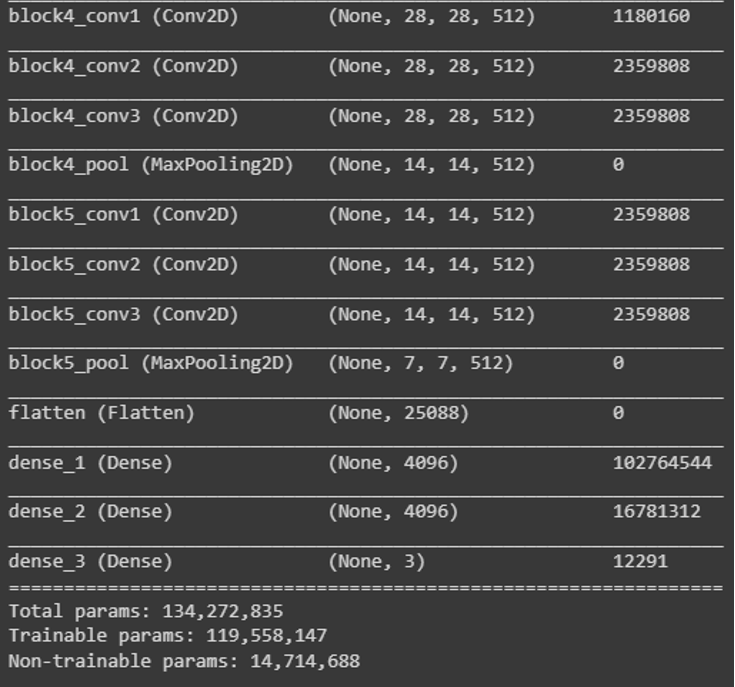 block4_conv1 (Conv2D) (None, 28, 28, 512) 1180160
block4_conv2 (Conv2D) (None, 28, 28, 512) 2359808
block4_conv3 (Conv2D) (None, 28, 28, 512) 2359808
block4_pool (MaxPooling2D) (None, 14, 14, 512) 0
block5_conv1 (Conv2D) (None, 14, 14, 512) 2359808
block5_conv2 (Conv2D) (None, 14, 14, 512) 2359808
block5_conv3 (Conv2D) (None, 14, 14, 512) 2359808
block5_pool (MaxPooling2D) (None, 7, 7, 512) 0
flatten (Flatten) (None, 25088) 0
dense_1 (Dense) (None, 4096) 102764544
dense_2 (Dense) (None, 4096) 16781312
dense_3 (Dense) (None, 3) 12291
Total params: 134,272,835
Trainable params: 119,558,147
Non-trainable params: 14,714,688